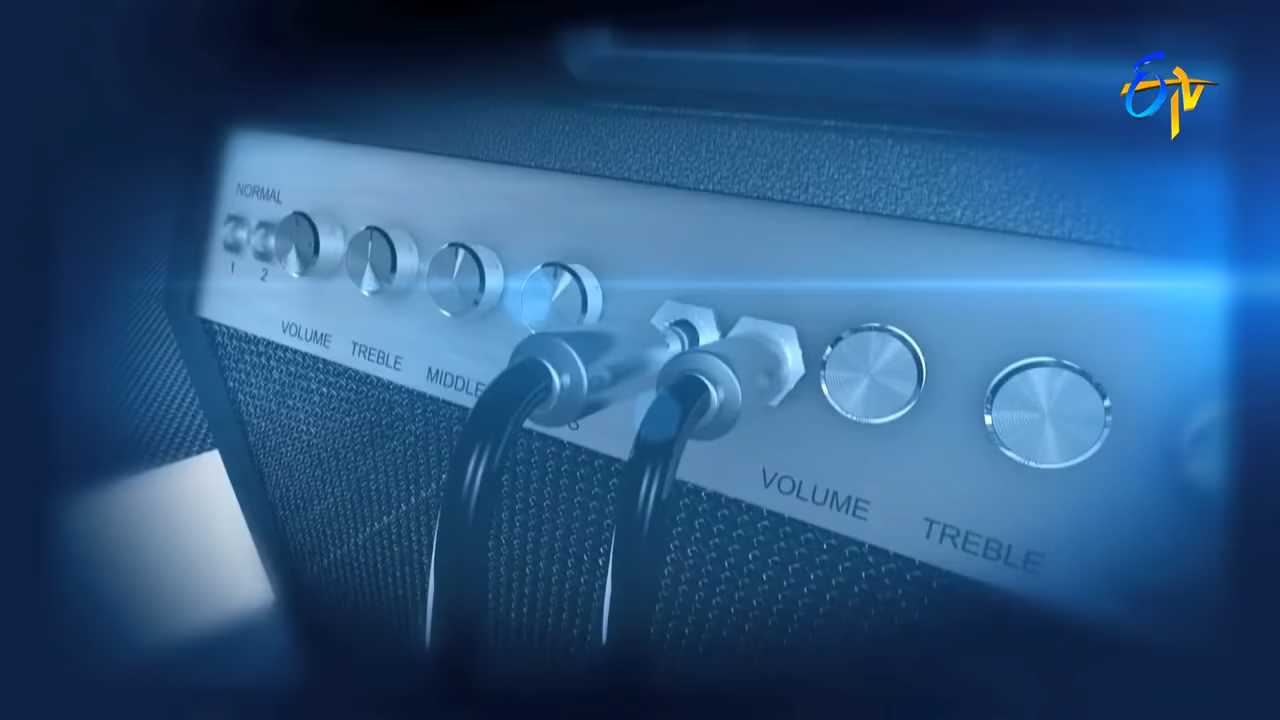 ETV
NORMAL
1 2
VOLUME TREBLE MIDDLE
VOLUME TREBLE